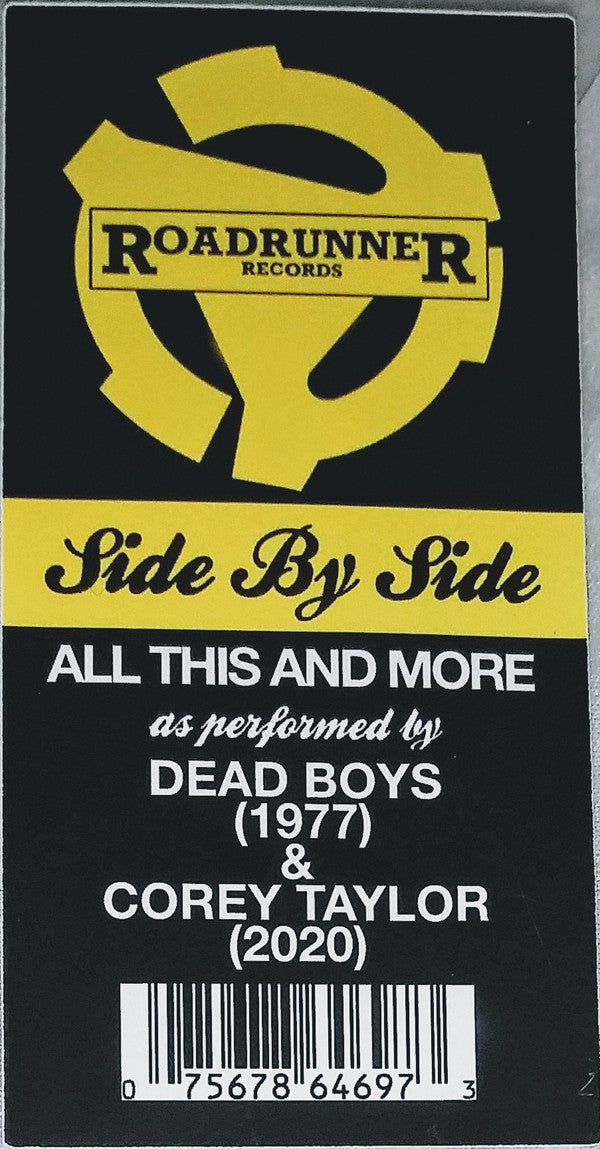 ROADRUNNER
RECORDS
Side By Side
ALL THIS AND MORE
as performed by
DEAD BOYS
(1977)
&
COREY TAYLOR
(2020)
0 75678 64697 3